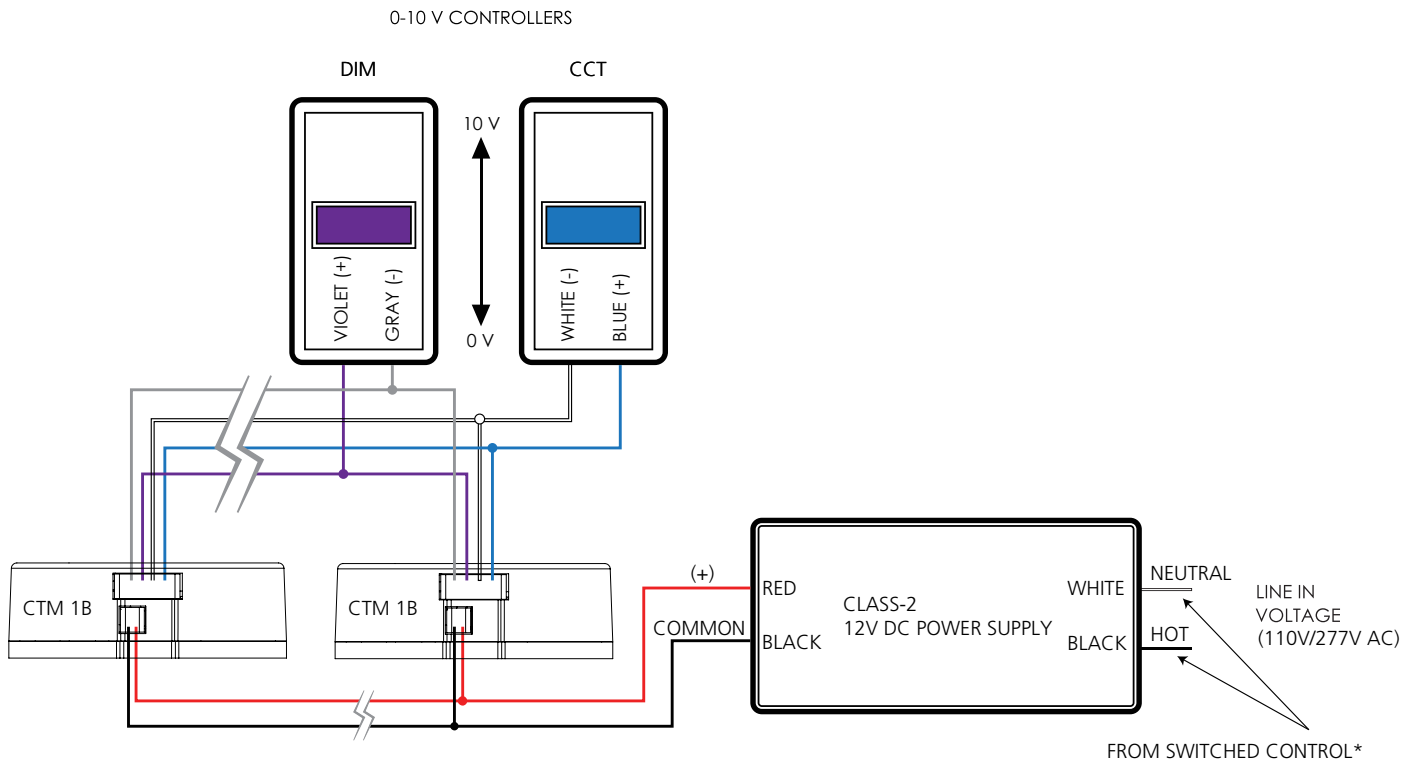 0-10 V CONTROLLERS
DIM
CCT
10 V
0 V
VIOLET (+)
GRAY (-)
WHITE (-)
BLUE (+)
CTM 1B
CTM 1B
(+)
COMMON
RED
BLACK
CLASS-2
12V DC POWER SUPPLY
WHITE
BLACK
NEUTRAL
HOT
LINE IN
VOLTAGE
(110V/277V AC)
FROM SWITCHED CONTROL*